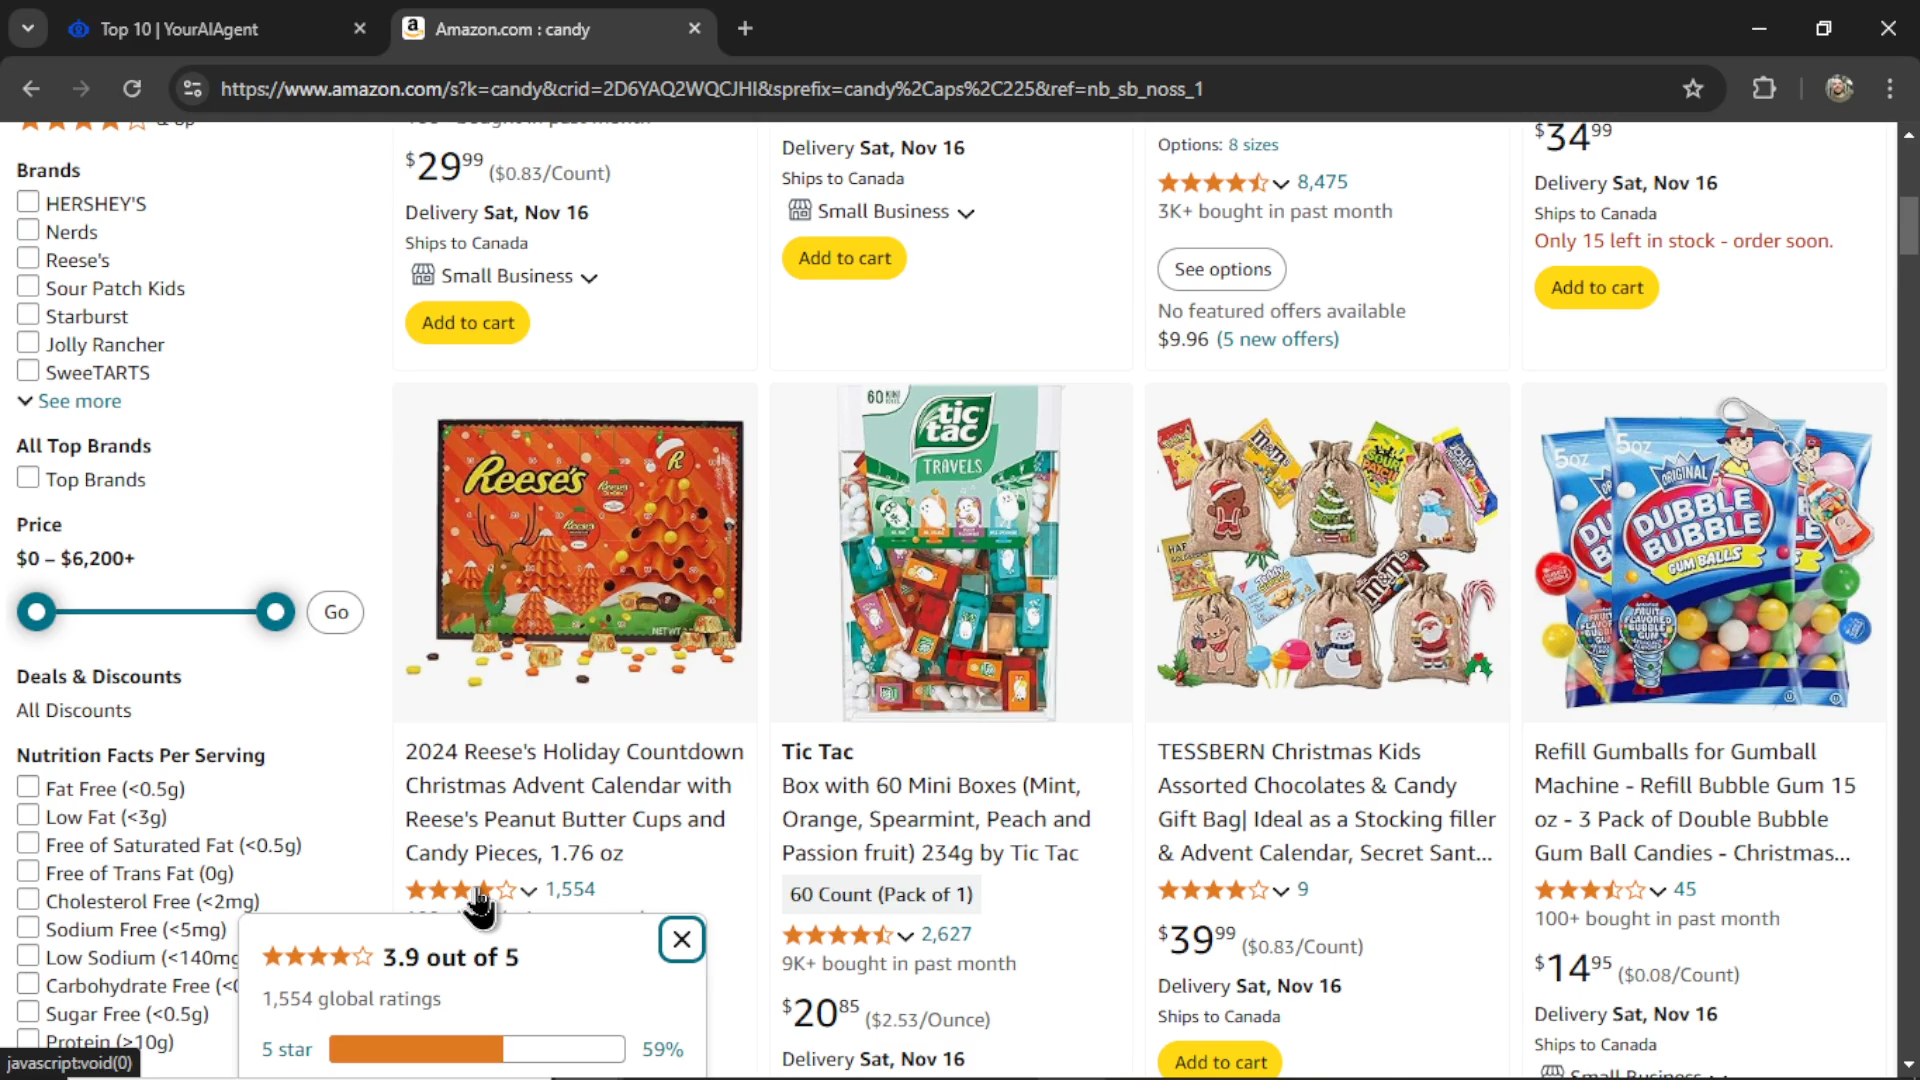 Top 10 | YourAIAgent
Amazon.com : candy
https://www.amazon.com/s?k=candy&crid=2D6YAQ2WQCJHI&sprefix=candy%2Caps%2C225&ref=nb_sb_noss_1
& Up
Brands
HERSHEY'S
Nerds
Reese's
Sour Patch Kids
Starburst
Jolly Rancher
SweeTARTS
See more
All Top Brands
Top Brands
Price
$0 – $6,200+
Go
Deals & Discounts
All Discounts
Nutrition Facts Per Serving
Fat Free (<0.5g)
Low Fat (<3g)
Free of Saturated Fat (<0.5g)
Free of Trans Fat (0g)
Cholesterol Free (<2mg)
Sodium Free (<5mg)
Low Sodium (<140mg
Carbohydrate Free (<
Sugar Free (<0.5g)
Protein (>10g)
javascript:void(0)
$29.99 ($0.83/Count)
Delivery Sat, Nov 16
Ships to Canada
Small Business
Add to cart
Delivery Sat, Nov 16
Ships to Canada
Small Business
Add to cart
Options: 8 sizes
8,475
3K+ bought in past month
See options
No featured offers available
$9.96 (5 new offers)
$34.99
Delivery Sat, Nov 16
Ships to Canada
Only 15 left in stock - order soon.
Add to cart
Reese's
2024 Reese's Holiday Countdown
Christmas Advent Calendar with
Reese's Peanut Butter Cups and
Candy Pieces, 1.76 oz
1,554
3.9 out of 5
1,554 global ratings
5 star 59%
60 MINI
tic
tac
TRAVELS
Tic Tac
Box with 60 Mini Boxes (Mint,
Orange, Spearmint, Peach and
Passion fruit) 234g by Tic Tac
60 Count (Pack of 1)
2,627
9K+ bought in past month
$20.85 ($2.53/Ounce)
Delivery Sat, Nov 16
m&m's
TESSBERN Christmas Kids
Assorted Chocolates & Candy
Gift Bag| Ideal as a Stocking filler
& Advent Calendar, Secret Sant...
9
$39.99 ($0.83/Count)
Delivery Sat, Nov 16
Ships to Canada
Add to cart
5oz
5oz
ORIGINAL
DUBBLE
BUBBLE
GUM BALLS
Refill Gumballs for Gumball
Machine - Refill Bubble Gum 15
oz - 3 Pack of Double Bubble
Gum Ball Candies - Christmas...
45
100+ bought in past month
$14.95 ($0.08/Count)
Delivery Sat, Nov 16
Ships to Canada
Small Business